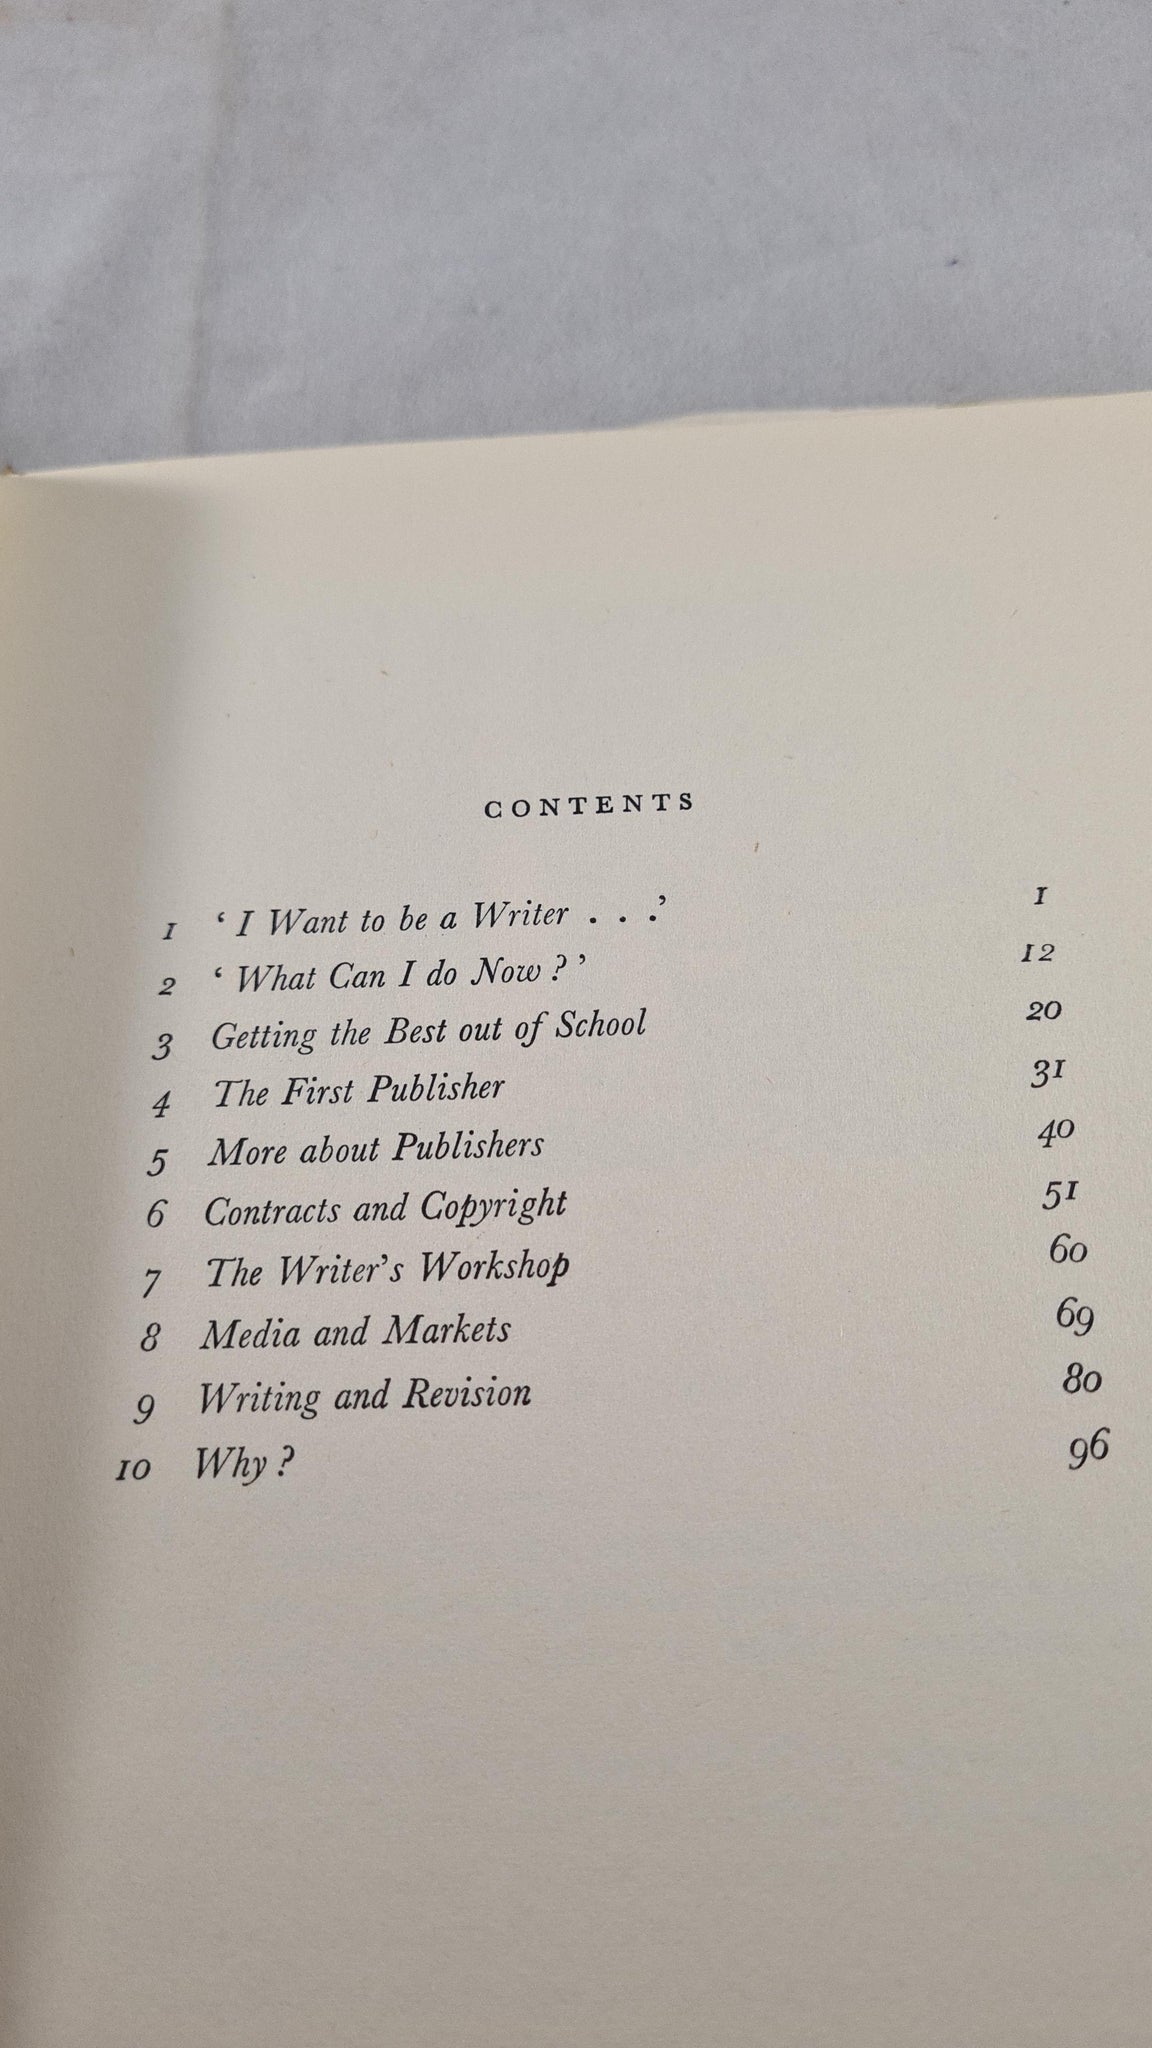 CONTENTS
1 ‘ I Want to be a Writer . . .’ 1
2 ‘ What Can I do Now ? ’ 12
3 Getting the Best out of School 20
4 The First Publisher 31
5 More about Publishers 40
6 Contracts and Copyright 51
7 The Writer’s Workshop 60
8 Media and Markets 69
9 Writing and Revision 80
10 Why ? 96